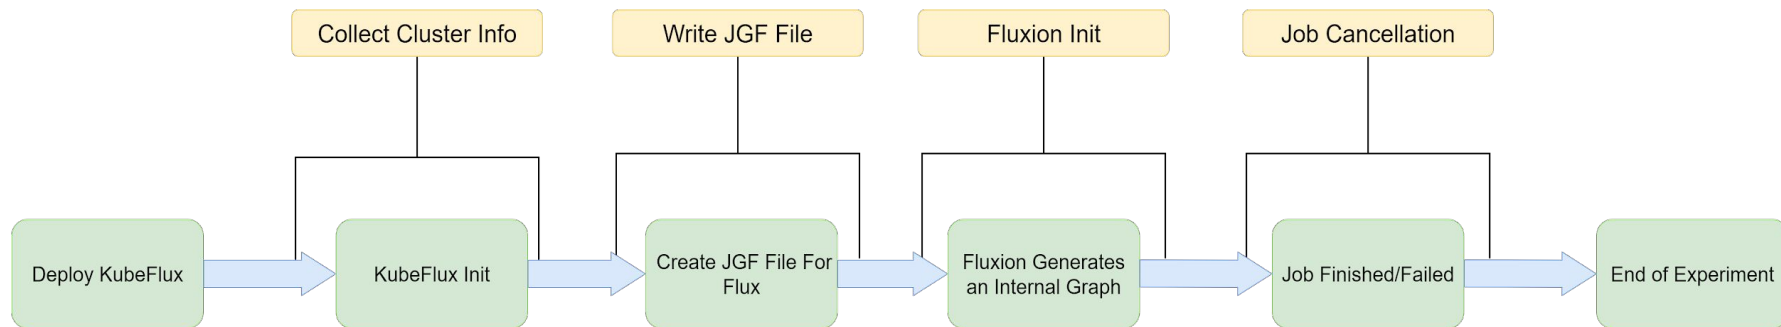 Collect Cluster Info
Write JGF File
Fluxion Init
Job Cancellation
Deploy KubeFlux
KubeFlux Init
Create JGF File For
Flux
Fluxion Generates
an Internal Graph
Job Finished/Failed
End of Experiment